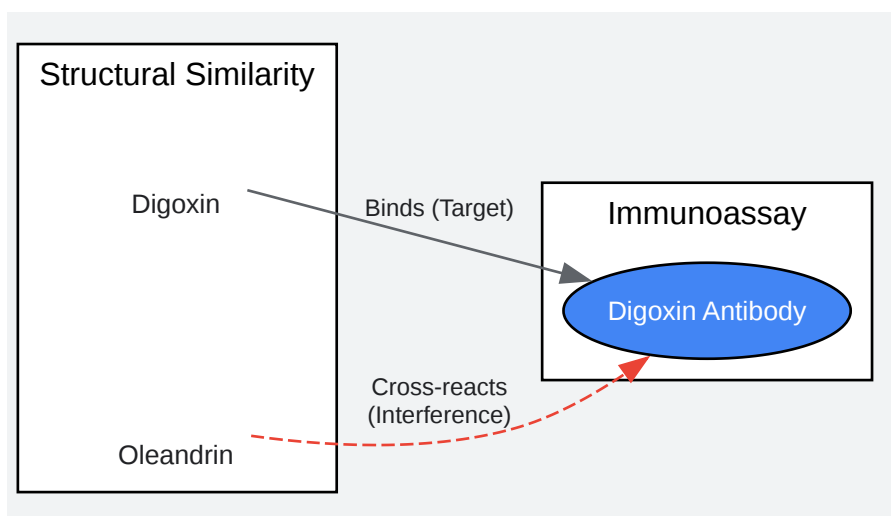 Structural Similarity
Digoxin
Binds (Target)
Immunoassay
Digoxin Antibody
Cross-reacts
(Interference)
Oleandrin